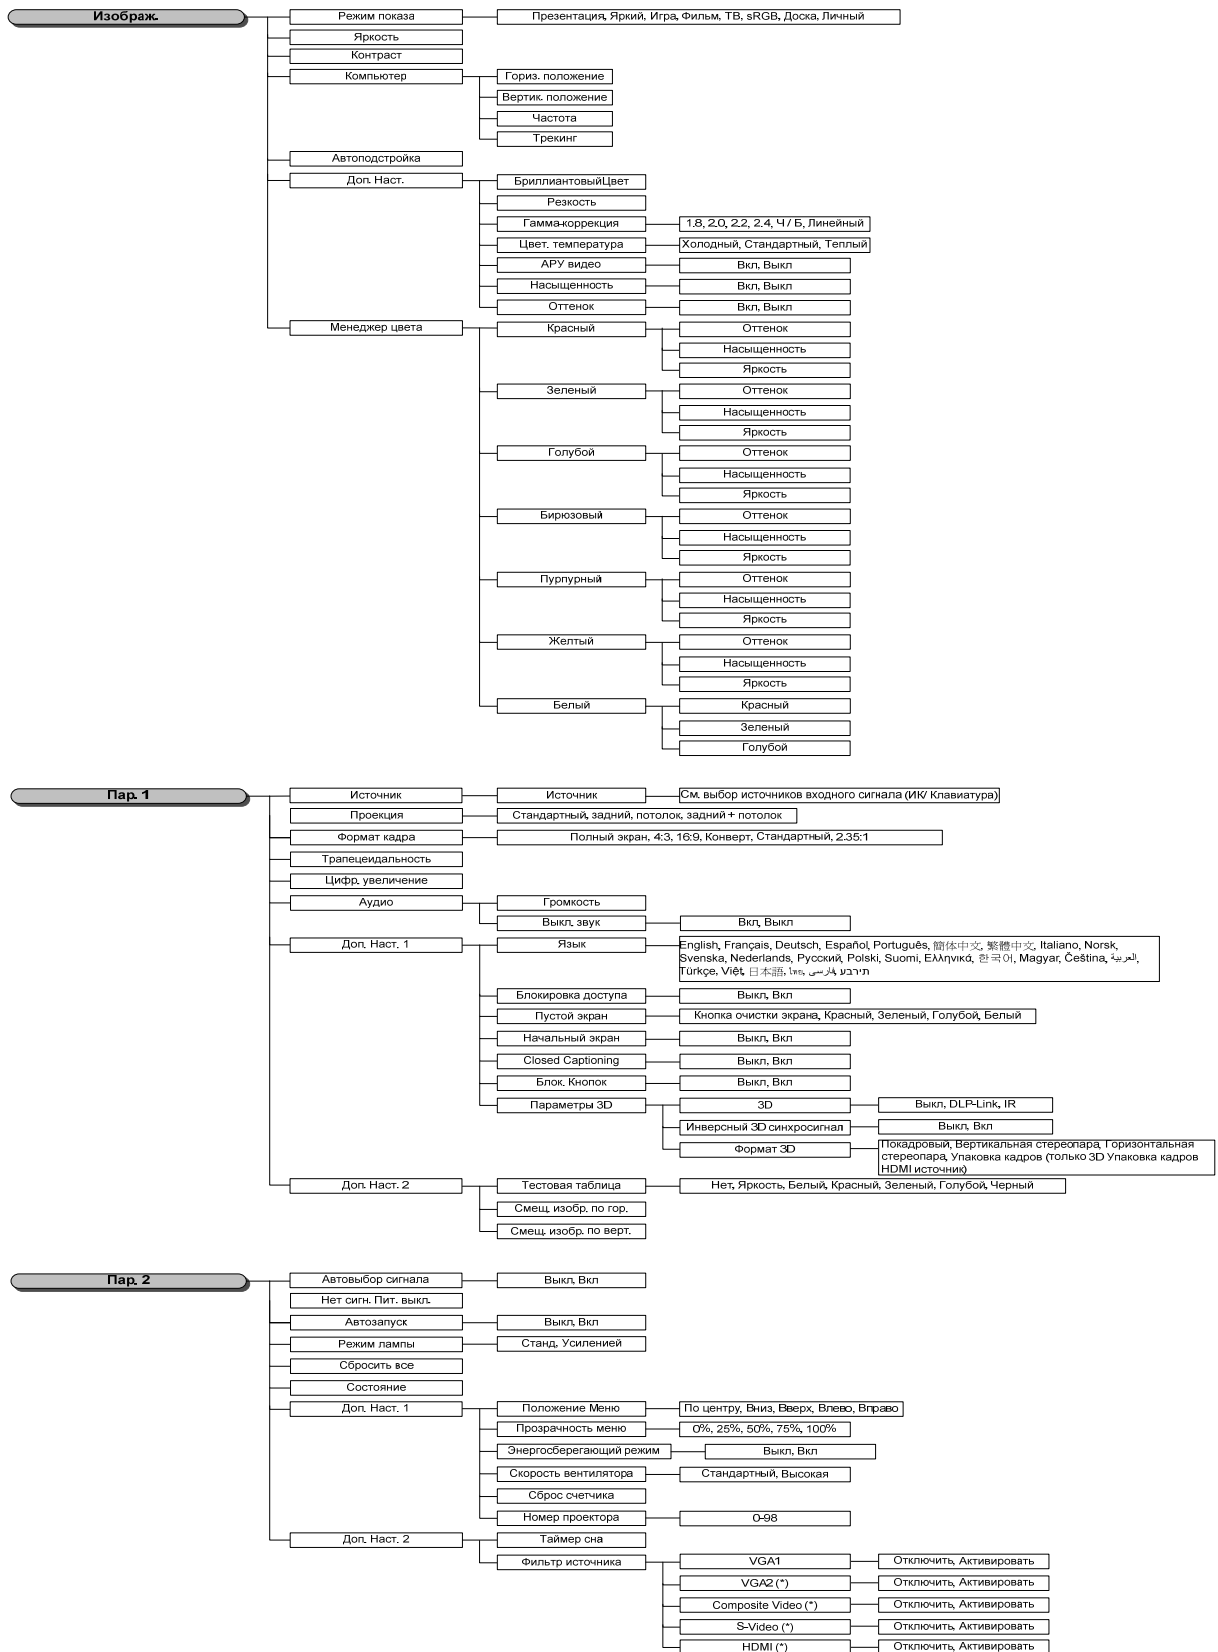 Изображ.
Режим показа
Презентация, Яркий, Игра, Фильм, ТВ, sRGB, Доска, Личный
Яркость
Контраст
Компьютер
Гориз. положение
Вертик. положение
Частота
Трекинг
Автоподстройка
Доп. Наст.
БриллиантовыйЦвет
Резкость
Гамма-коррекция
1.8, 2.0, 2.2, 2.4, Ч / Б, Линейный
Цвет. температура
Холодный, Стандартный, Теплый
АРУ видео
Вкл, Выкл
Насыщенность
Вкл, Выкл
Оттенок
Вкл, Выкл
Менеджер цвета
Красный
Оттенок
Насыщенность
Яркость
Зеленый
Оттенок
Насыщенность
Яркость
Голубой
Оттенок
Насыщенность
Яркость
Бирюзовый
Оттенок
Насыщенность
Яркость
Пурпурный
Оттенок
Насыщенность
Яркость
Желтый
Оттенок
Насыщенность
Яркость
Белый
Красный
Зеленый
Голубой
Пар. 1
Источник
Источник
См. выбор источников входного сигнала (ИК/ Клавиатура)
Проекция
Стандартный, задний, потолок, задний + потолок
Формат кадра
Полный экран, 4:3, 16:9, Конверт, Стандартный, 2.35:1
Трапецеидальность
Цифр. увеличение
Аудио
Громкость
Выкл. звук
Вкл, Выкл
Доп. Наст. 1
Язык
English, Français, Deutsch, Español, Português, 簡体中文, 繁體中文, Italiano, Norsk,
Svenska, Nederlands, Русский, Polski, Suomi, Ελληνικά, 한국어, Magyar, Čeština, العربية,
Türkçe, Việt, 日本語, ไทย, فارسی, תירבע
Блокировка доступа
Выкл, Вкл
Пустой экран
Кнопка очистки экрана, Красный, Зеленый, Голубой, Белый
Начальный экран
Выкл, Вкл
Closed Captioning
Выкл, Вкл
Блок. Кнопок
Выкл, Вкл
Параметры 3D
3D
Выкл, DLP-Link, IR
Инверсный 3D синхросигнал
Выкл, Вкл
Формат 3D
Покадровый, Вертикальная стереопара, Горизонтальная
стереопара, Упаковка кадров (только 3D Упаковка кадров
HDMI источник)
Доп. Наст. 2
Тестовая таблица
Нет, Яркость, Белый, Красный, Зеленый, Голубой, Черный
Смещ. изобр. по гор.
Смещ. изобр. по верт.
Пар. 2
Автовыбор сигнала
Выкл, Вкл
Нет сигн. Пит. выкл.
Автозапуск
Выкл, Вкл
Режим лампы
Станд, Усиленией
Сбросить все
Состояние
Доп. Наст. 1
Положение Меню
По центру, Вниз, Вверх, Влево, Вправо
Прозрачность меню
0%, 25%, 50%, 75%, 100%
Энергосберегающий режим
Выкл, Вкл
Скорость вентилятора
Стандартный, Высокая
Сброс счетчика
Номер проектора
0-98
Доп. Наст. 2
Таймер сна
Фильтр источника
VGA1
Отключить, Активировать
VGA2 (*)
Отключить, Активировать
Composite Video (*)
Отключить, Активировать
S-Video (*)
Отключить, Активировать
HDMI (*)
Отключить, Активировать